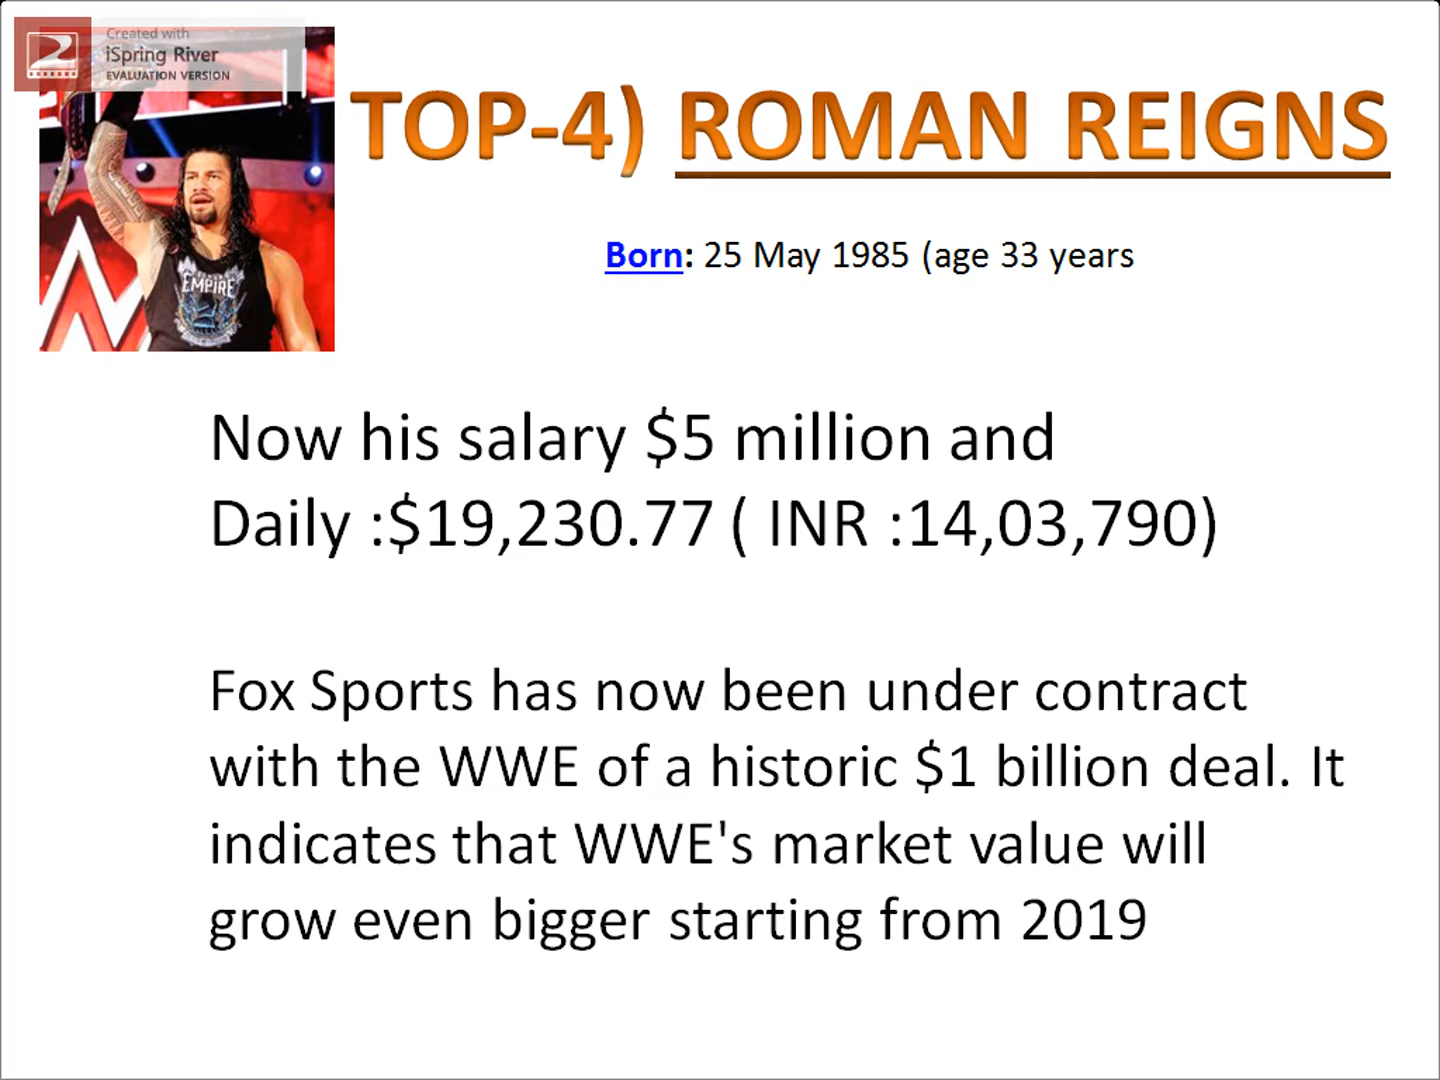 Created with
iSpring River
EVALUATION VERSION
TOP-4) ROMAN REIGNS
Born: 25 May 1985 (age 33 years
EMPIRE
Now his salary $5 million and
Daily :$19,230.77 ( INR :14,03,790)
Fox Sports has now been under contract
with the WWE of a historic $1 billion deal. It
indicates that WWE's market value will
grow even bigger starting from 2019